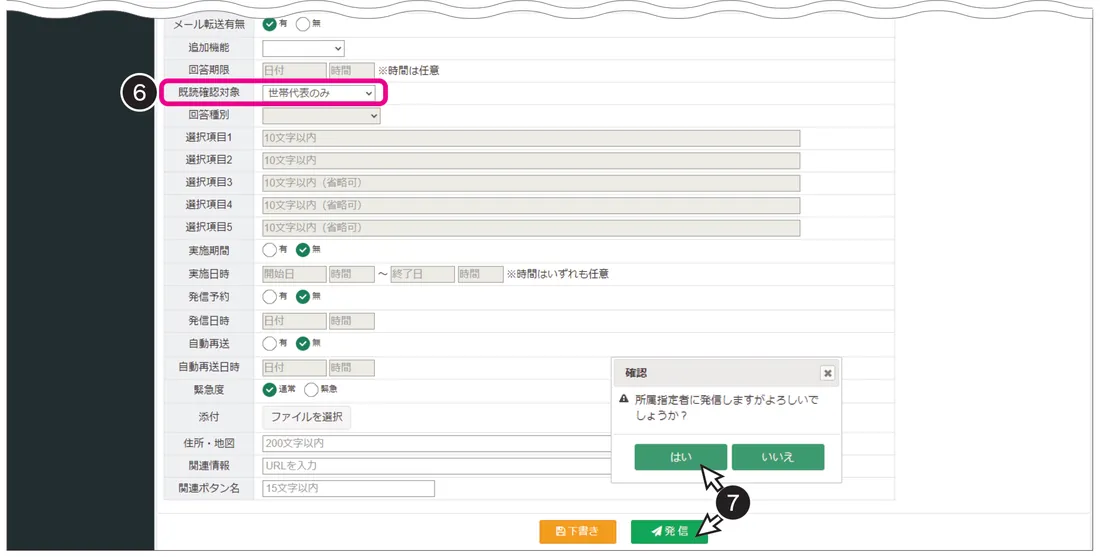 メール転送有無 有 無
追加機能
回答期限 日付 時間 ※時間は任意
6 既読確認対象 世帯代表のみ
回答種別
選択項目1 10文字以内
選択項目2 10文字以内
選択項目3 10文字以内（省略可）
選択項目4 10文字以内（省略可）
選択項目5 10文字以内（省略可）
実施期間 有 無
実施日時 開始日 時間 ～ 終了日 時間 ※時間はいずれも任意
発信予約 有 無
発信日時 日付 時間
自動再送 有 無
自動再送日時 日付 時間
緊急度 通常 緊急
添付 ファイルを選択
住所・地図 200文字以内
関連情報 URLを入力
関連ボタン名 15文字以内
確認
所属指定者に発信しますがよろしいで
しょうか？
はい いいえ
7
下書き 発信